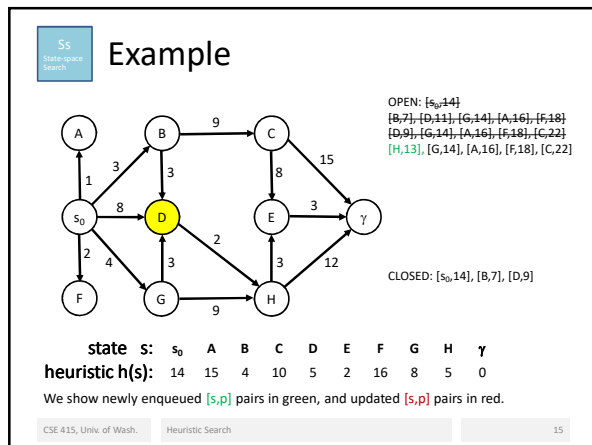 Ss
State-space
Search
Example
OPEN: [s₀,14]
[B,7], [D,11], [G,14], [A,16], [F,18]
[D,9], [G,14], [A,16], [F,18], [C,22]
[H,13], [G,14], [A,16], [F,18], [C,22]
9
A
B
C
15
3
3
8
1
s₀
8
D
E
3
γ
2
2
4
3
3
12
F
G
H
9
CLOSED: [s₀,14], [B,7], [D,9]
state s: s₀ A B C D E F G H γ
heuristic h(s): 14 15 4 10 5 2 16 8 5 0
We show newly enqueued [s,p] pairs in green, and updated [s,p] pairs in red.
CSE 415, Univ. of Wash. Heuristic Search 15